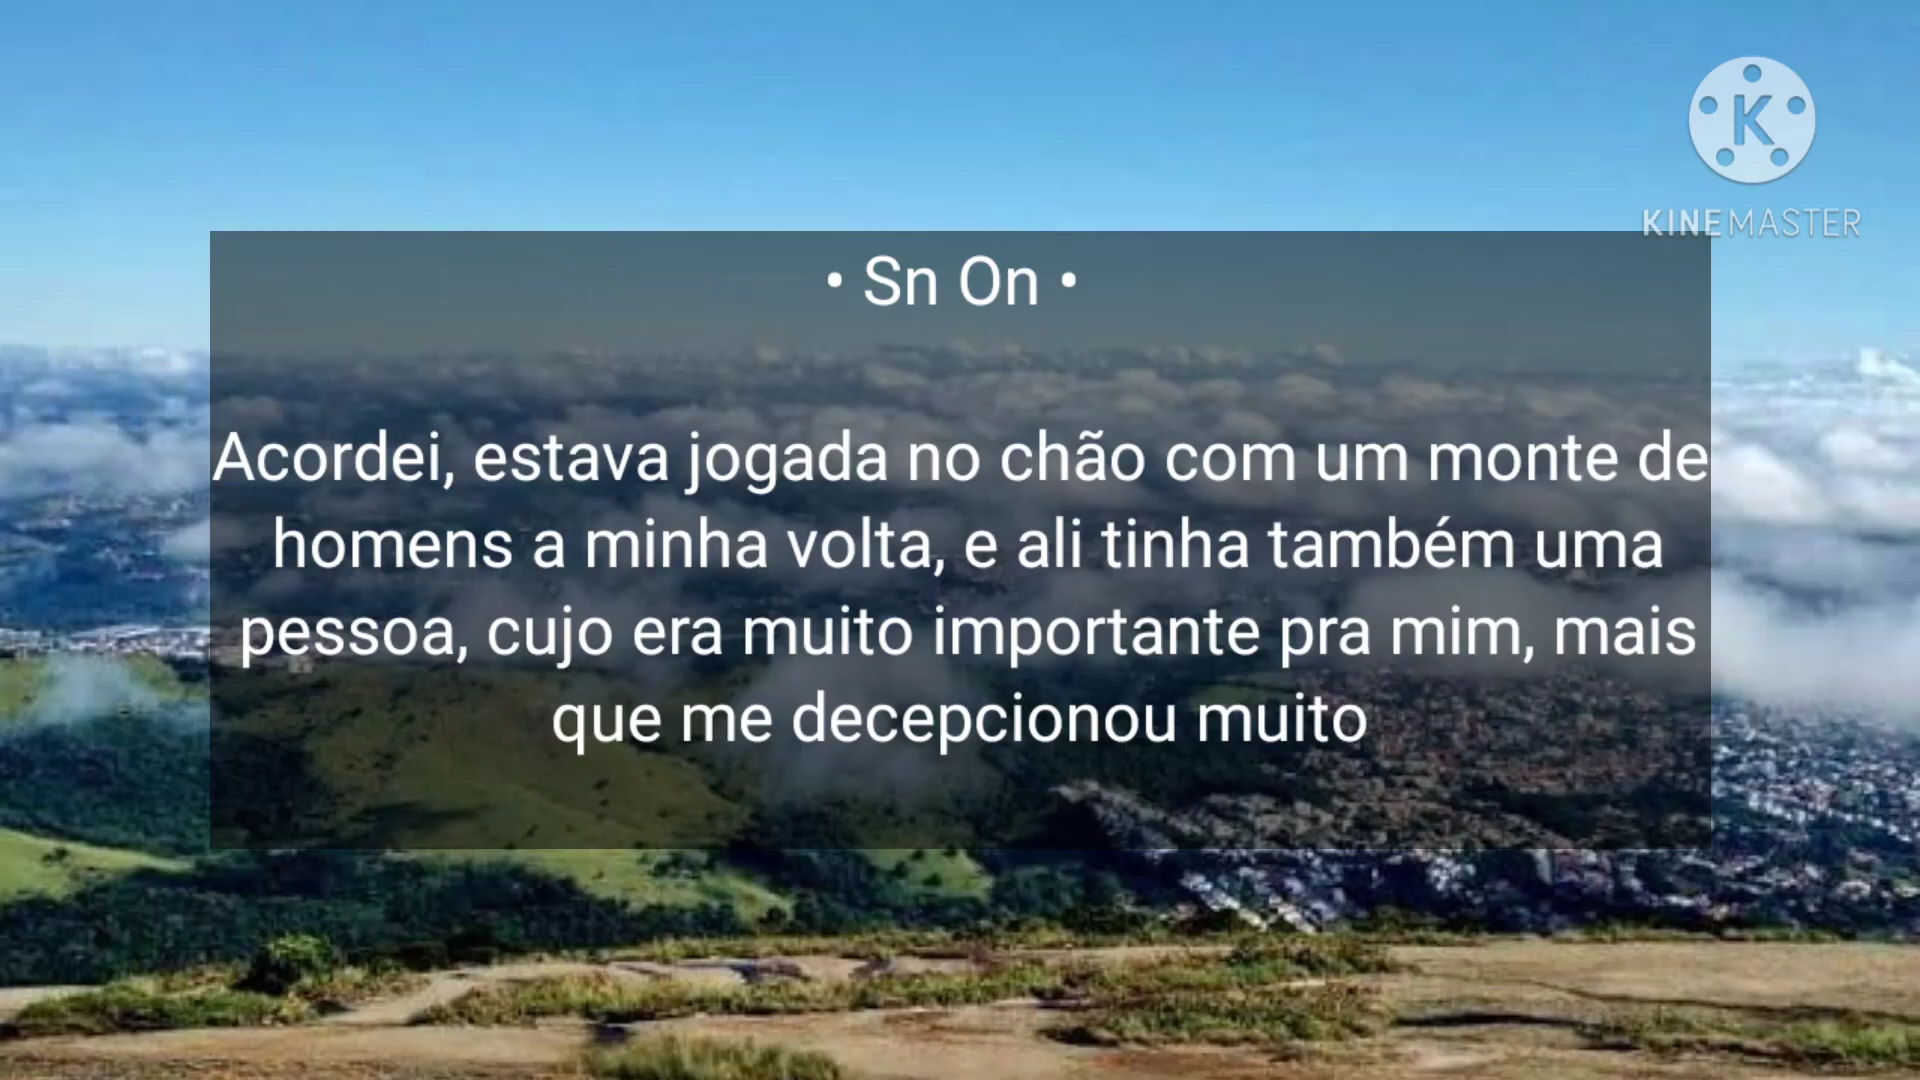 K
KINEMASTER
• Sn On •
Acordei, estava jogada no chão com um monte de
homens a minha volta, e ali tinha também uma
pessoa, cujo era muito importante pra mim, mais
que me decepcionou muito